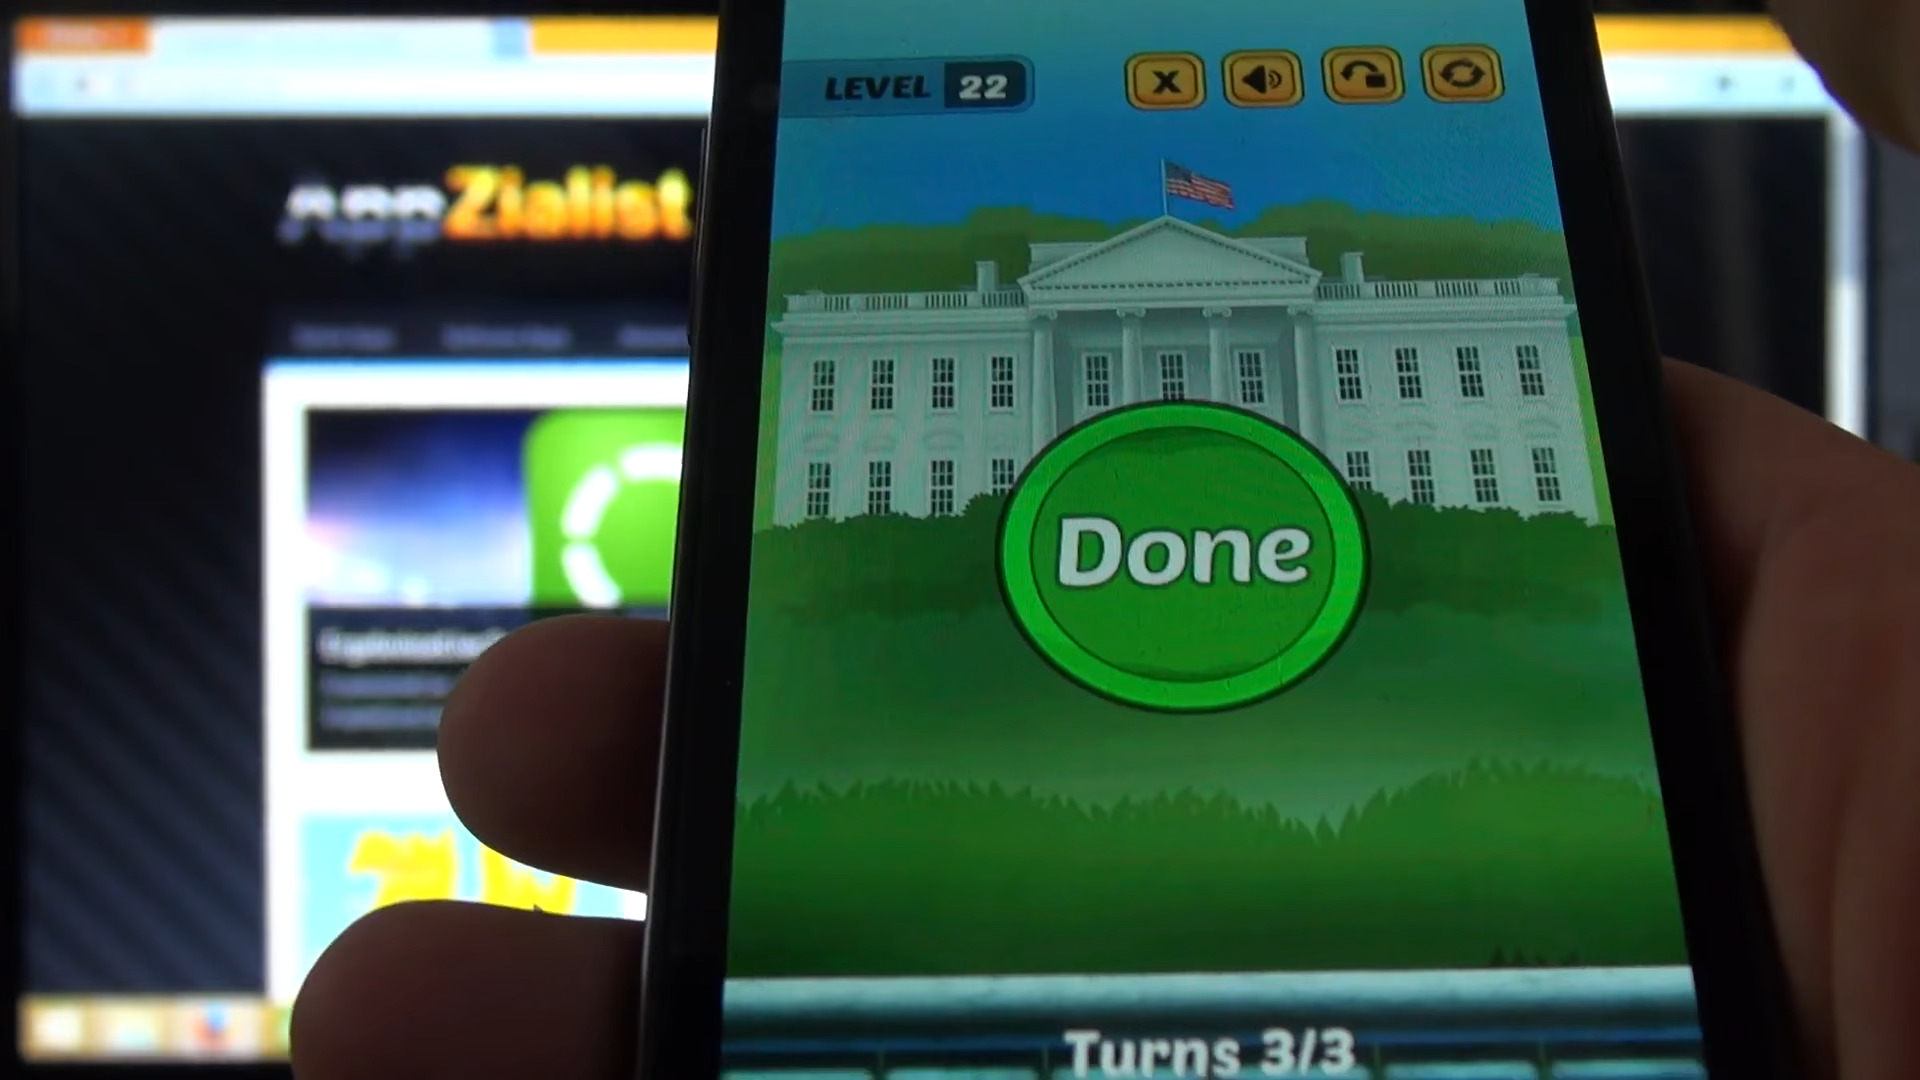 LEVEL 22
X
AppZialist
Done
Turns 3/3